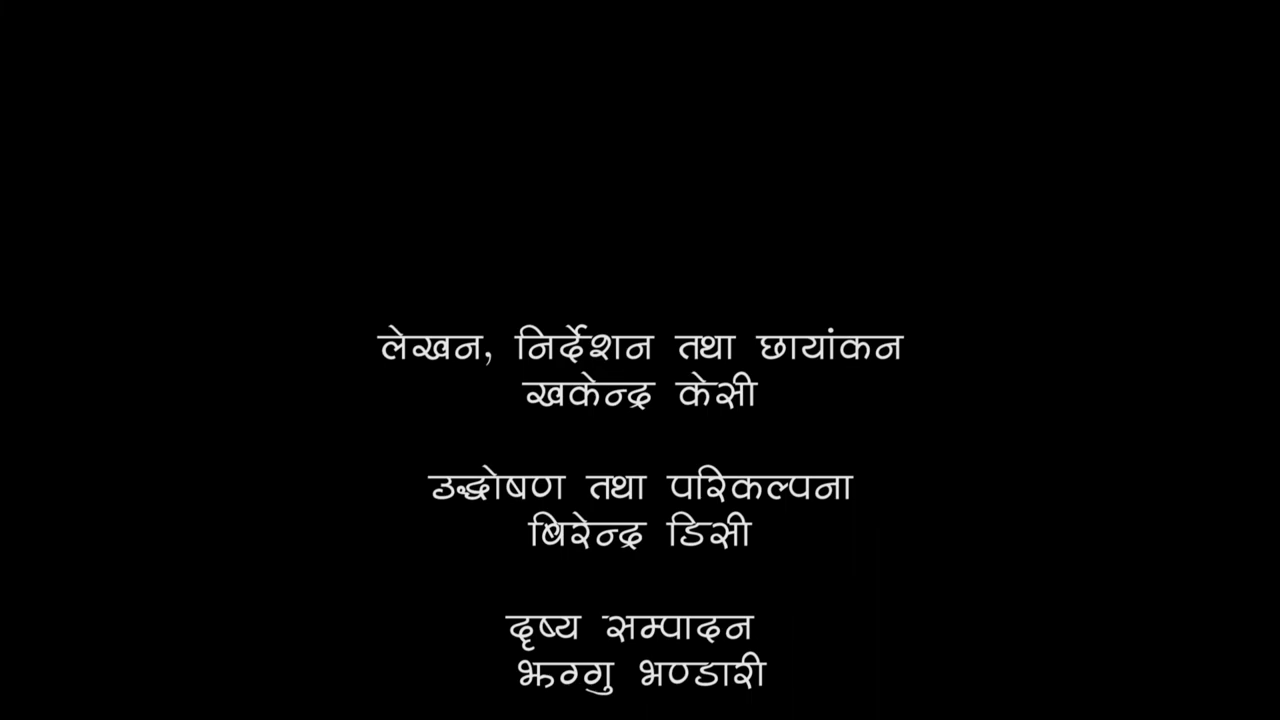 लेखन, निर्देशन तथा छायांकन
खकेन्द्र केसी
उद्घोषण तथा परिकल्पना
बिरेन्द्र डिसी
दृष्य सम्पादन
झग्गु भण्डारी